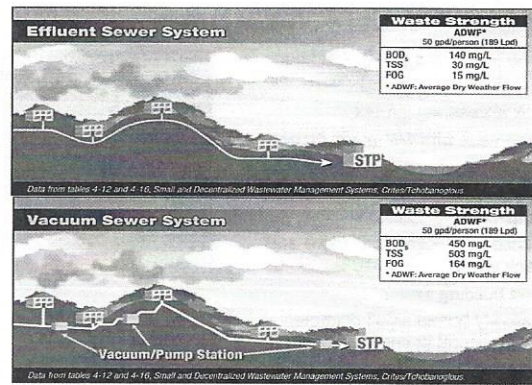 Effluent Sewer System
Waste Strength
ADWF*
50 gpd/person (189 Lpd)
BOD₅ 140 mg/L
TSS 30 mg/L
FOG 15 mg/L
* ADWF: Average Dry Weather Flow
STP
Data from tables 4-12 and 4-16, Small and Decentralized Wastewater Management Systems, Crites/Tchobanoglous.
Vacuum Sewer System
Waste Strength
ADWF*
50 gpd/person (189 Lpd)
BOD₅ 450 mg/L
TSS 503 mg/L
FOG 164 mg/L
* ADWF: Average Dry Weather Flow
Vacuum/Pump Station
STP
Data from tables 4-12 and 4-16, Small and Decentralized Wastewater Management Systems, Crites/Tchobanoglous.